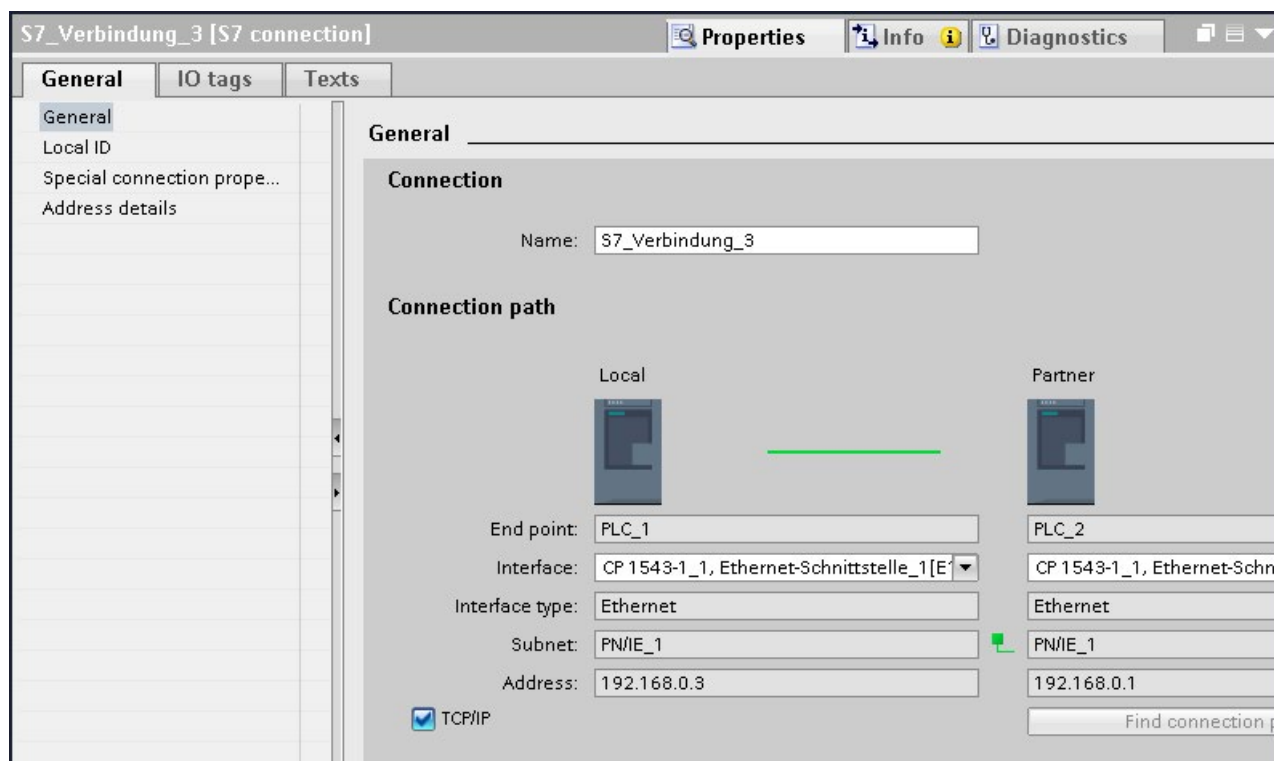 S7_Verbindung_3 [S7 connection]
Properties
Info
Diagnostics
General
IO tags
Texts
General
Local ID
Special connection prope...
Address details
General
Connection
Name: S7_Verbindung_3
Connection path
Local Partner
End point: PLC_1 PLC_2
Interface: CP 1543-1_1, Ethernet-Schnittstelle_1[E1 CP 1543-1_1, Ethernet-Schn
Interface type: Ethernet Ethernet
Subnet: PN/IE_1 PN/IE_1
Address: 192.168.0.3 192.168.0.1
TCP/IP Find connection p